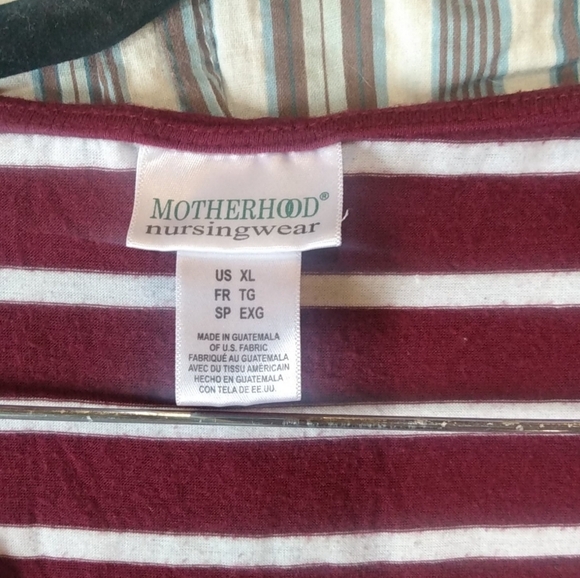 MOTHERHOOD®
nursingwear
US XL
FR TG
SP EXG
MADE IN GUATEMALA
OF U.S. FABRIC
FABRIQUÉ AU GUATEMALA
AVEC DU TISSU AMÉRICAIN
HECHO EN GUATEMALA
CON TELA DE EE.UU.